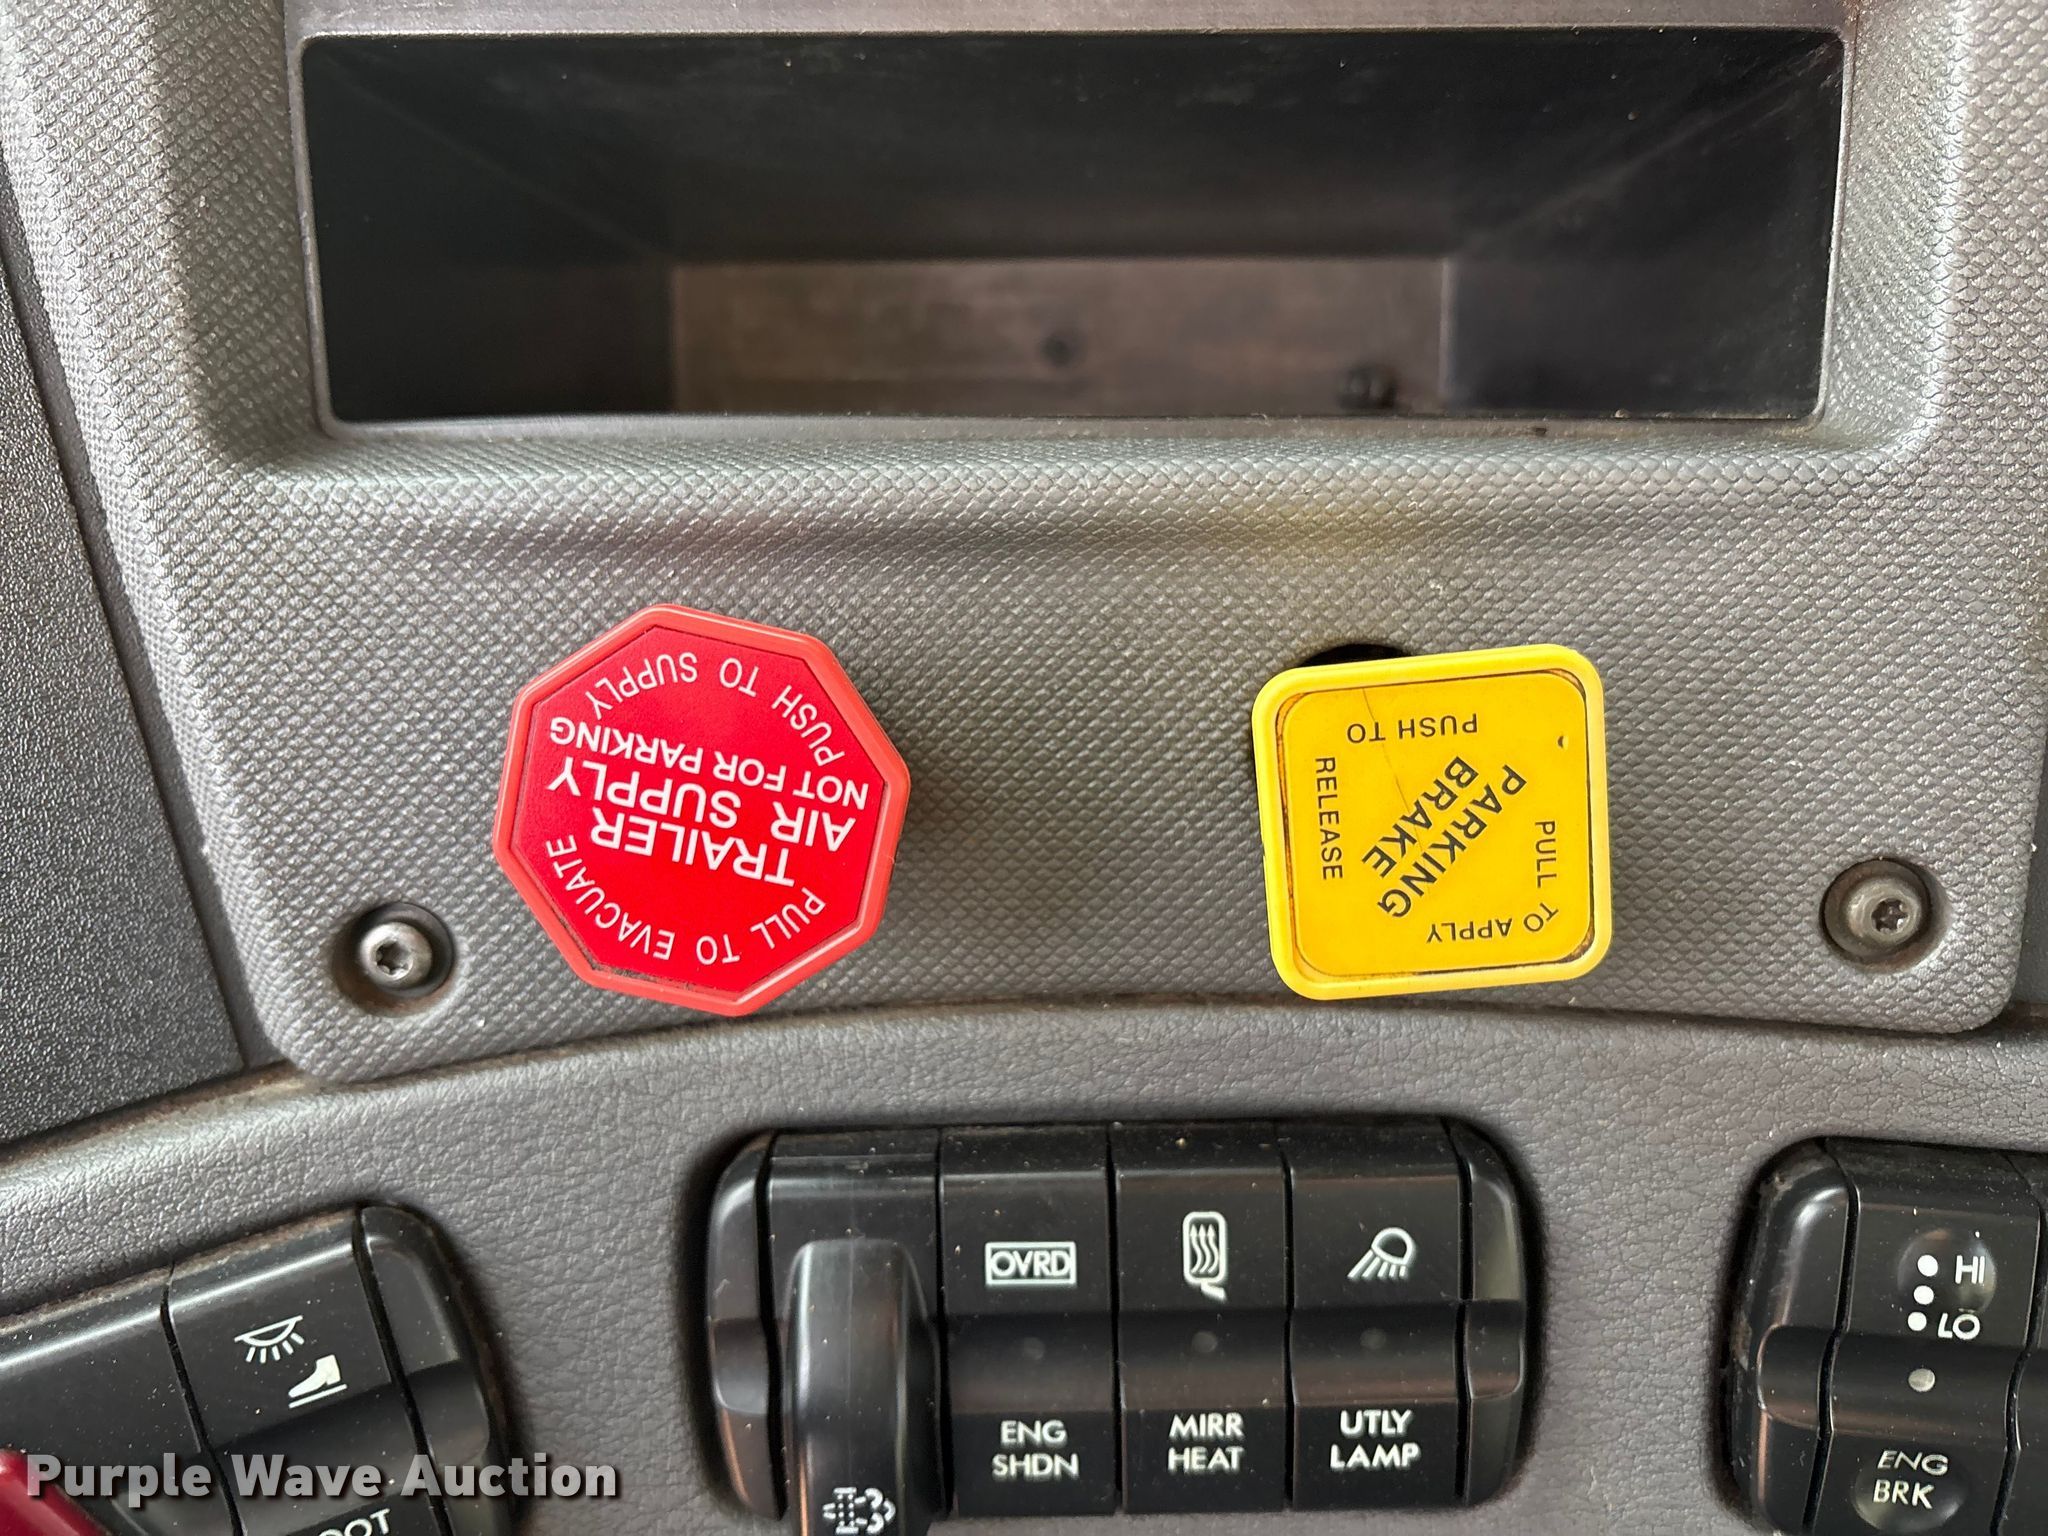 PUSH TO SUPPLY
NOT FOR PARKING
AIR SUPPLY
TRAILER
PULL TO EVACUATE
PUSH TO
RELEASE
PARKING
BRAKE
PULL TO APPLY
OVRD
ENG
SHDN
MIRR
HEAT
UTLY
LAMP
HI
LO
ENG
BRK
Purple Wave Auction